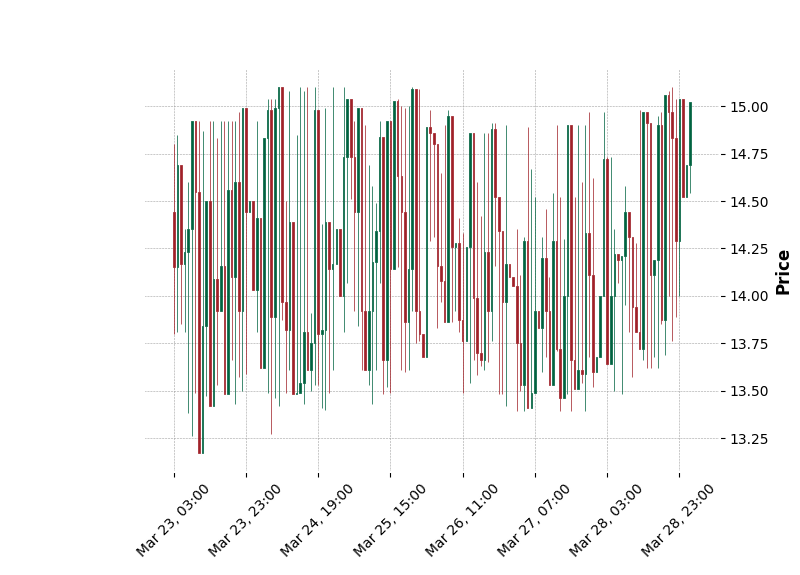 15.00
14.75
14.50
14.25
14.00
13.75
13.50
13.25
Price
Mar 23, 03:00
Mar 23, 23:00
Mar 24, 19:00
Mar 25, 15:00
Mar 26, 11:00
Mar 27, 07:00
Mar 28, 03:00
Mar 28, 23:00